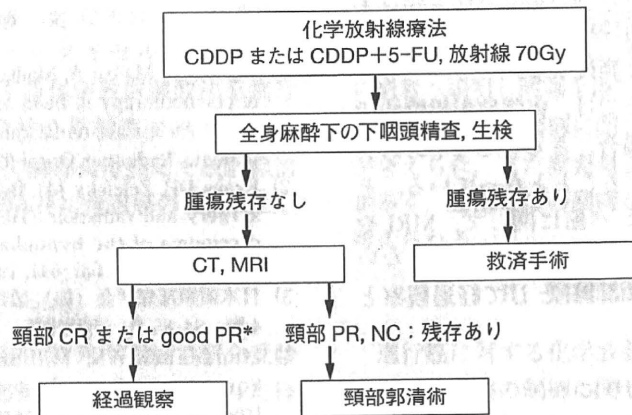 化学放射線療法
CDDP または CDDP+5-FU, 放射線 70Gy
全身麻酔下の下咽頭精査, 生検
腫瘍残存なし
腫瘍残存あり
CT, MRI
救済手術
頸部 CR または good PR*
頸部 PR, NC：残存あり
経過観察
頸部郭清術